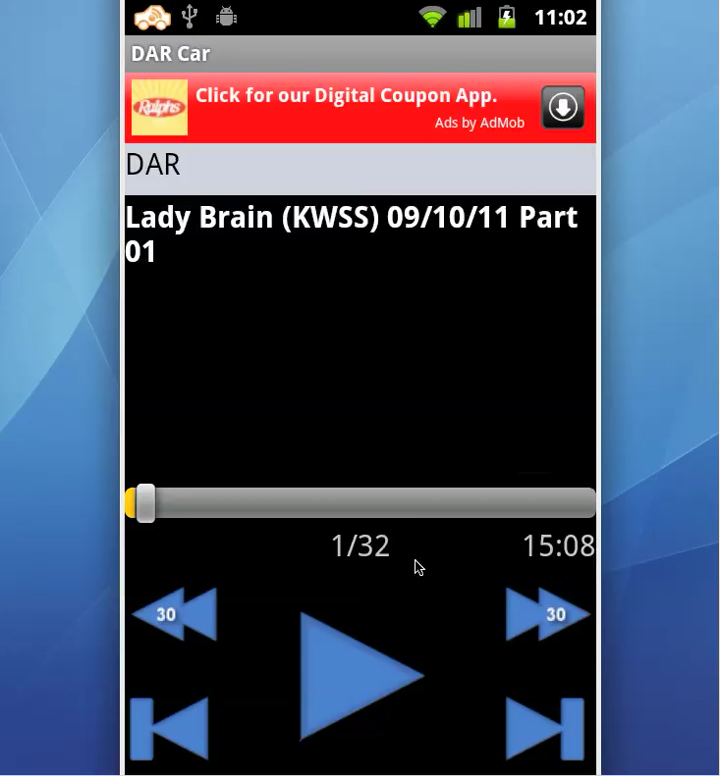 11:02
DAR Car
Ralphs
Click for our Digital Coupon App.
Ads by AdMob
DAR
Lady Brain (KWSS) 09/10/11 Part
01
1/32
15:08
30
30